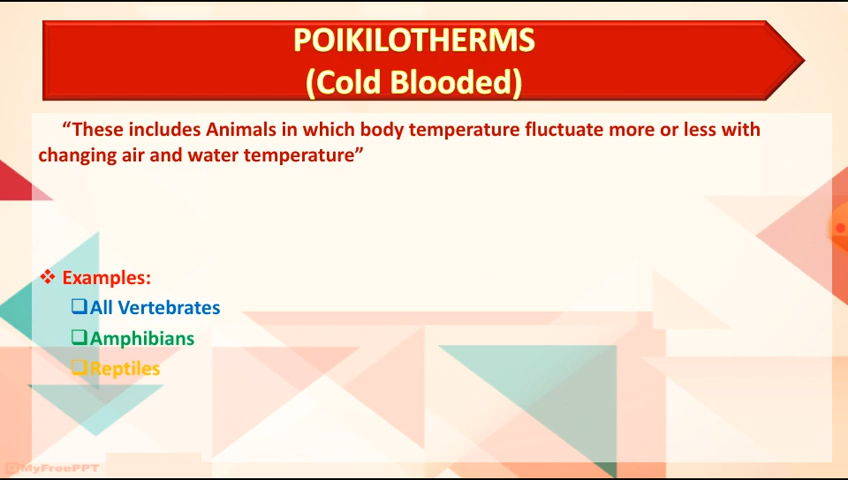 POIKILOTHERMS
(Cold Blooded)
“These includes Animals in which body temperature fluctuate more or less with
changing air and water temperature”
Examples:
All Vertebrates
Amphibians
Reptiles
MyFreePPT